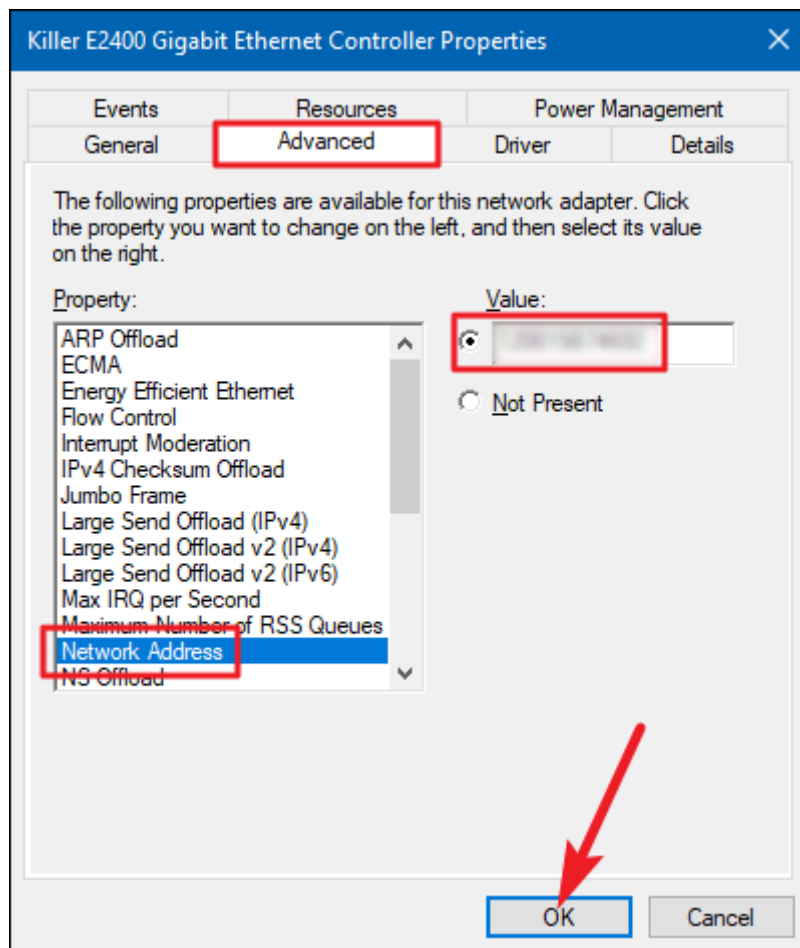 Killer E2400 Gigabit Ethernet Controller Properties
Events Resources Power Management
General Advanced Driver Details
The following properties are available for this network adapter. Click
the property you want to change on the left, and then select its value
on the right.
Property:
Value:
ARP Offload
ECMA
Energy Efficient Ethernet
Flow Control
Interrupt Moderation
IPv4 Checksum Offload
Jumbo Frame
Large Send Offload (IPv4)
Large Send Offload v2 (IPv4)
Large Send Offload v2 (IPv6)
Max IRQ per Second
Maximum Number of RSS Queues
Network Address
NS Offload
Not Present
OK Cancel